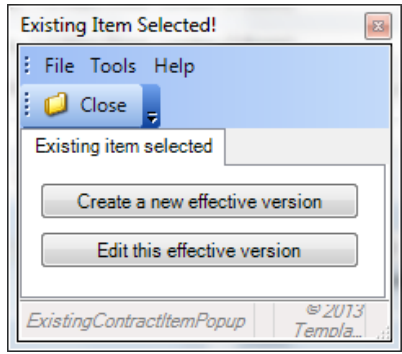 Existing Item Selected!
File Tools Help
Close
Existing item selected
Create a new effective version
Edit this effective version
ExistingContractItemPopup
© 2013
Templa...